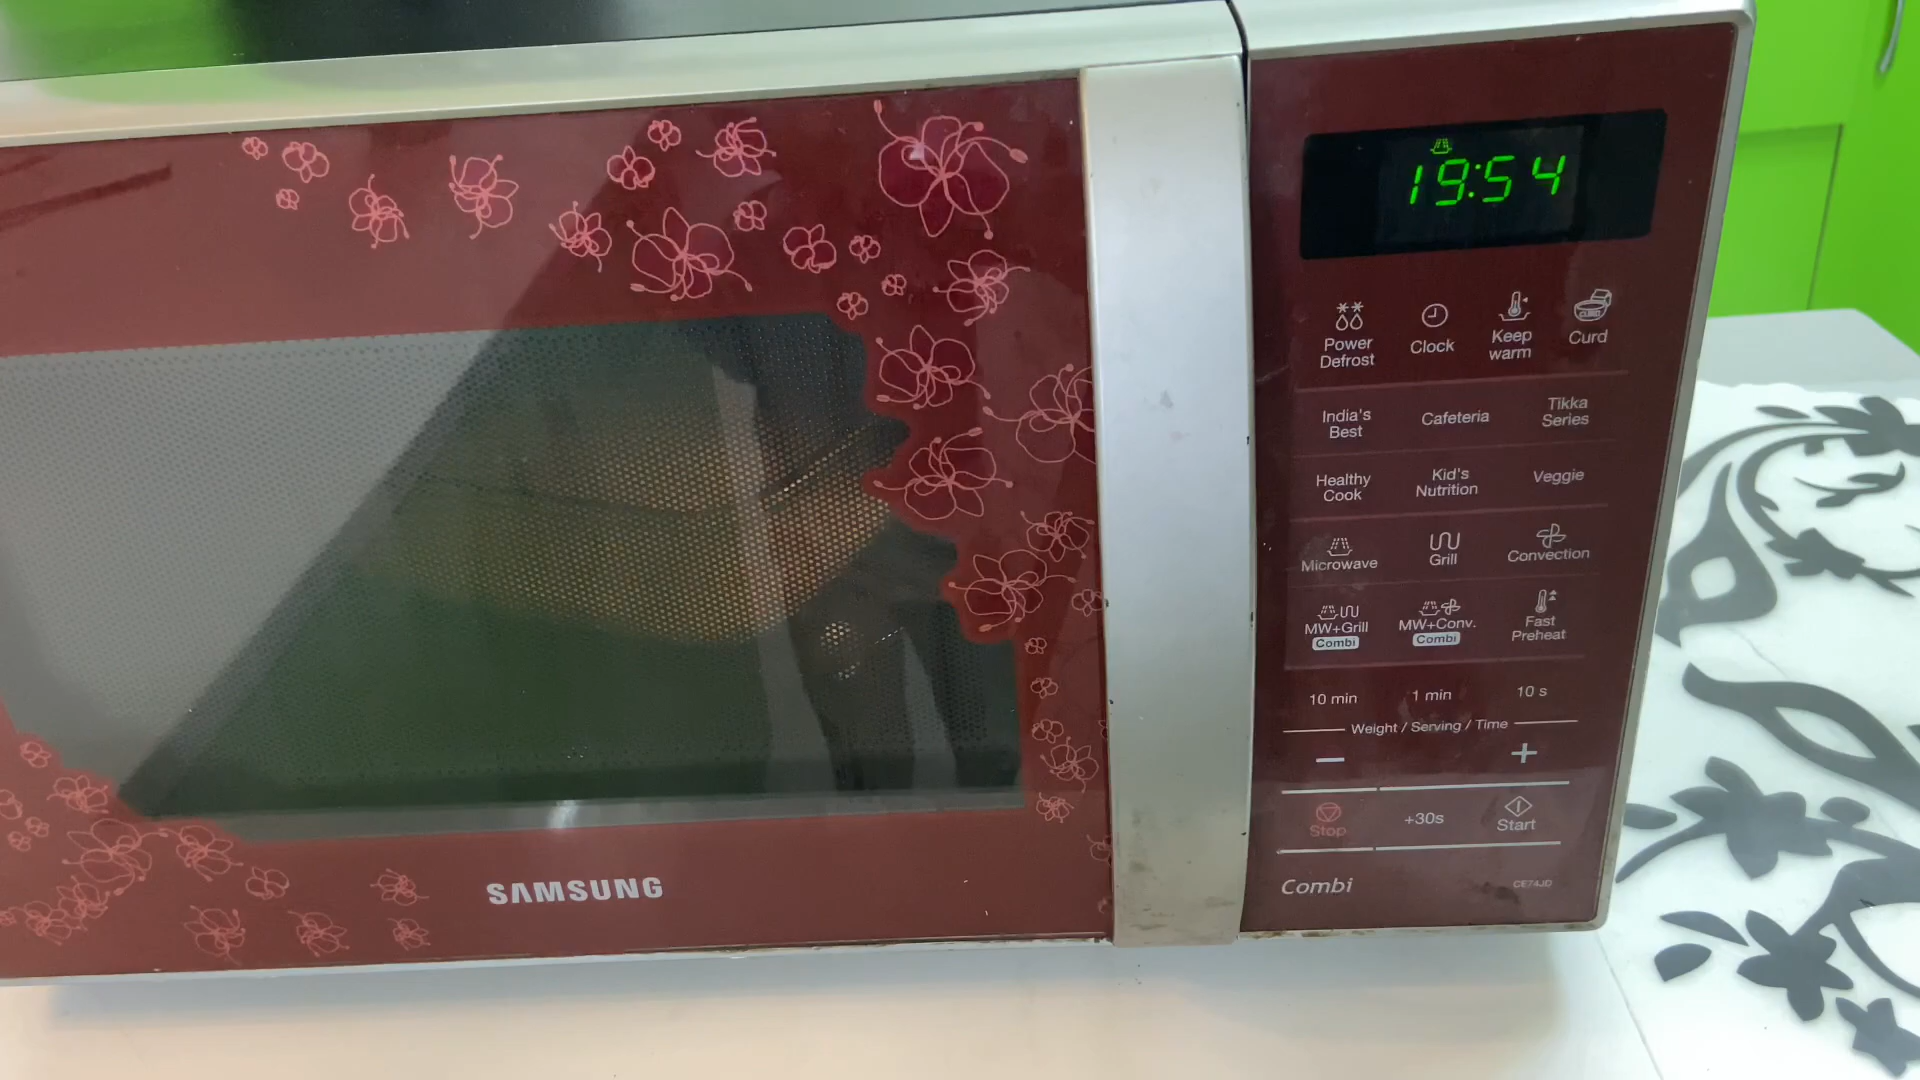 19:54
Power
Defrost
Clock
Keep
warm
CURD
Curd
India's
Best
Cafeteria
Tikka
Series
Healthy
Cook
Kid's
Nutrition
Veggie
Microwave
Grill
Convection
MW+Grill
Combi
MW+Conv.
Combi
Fast
Preheat
10 min
1 min
10 s
Weight / Serving / Time
Stop
+30s
Start
SAMSUNG
Combi
CE74JD